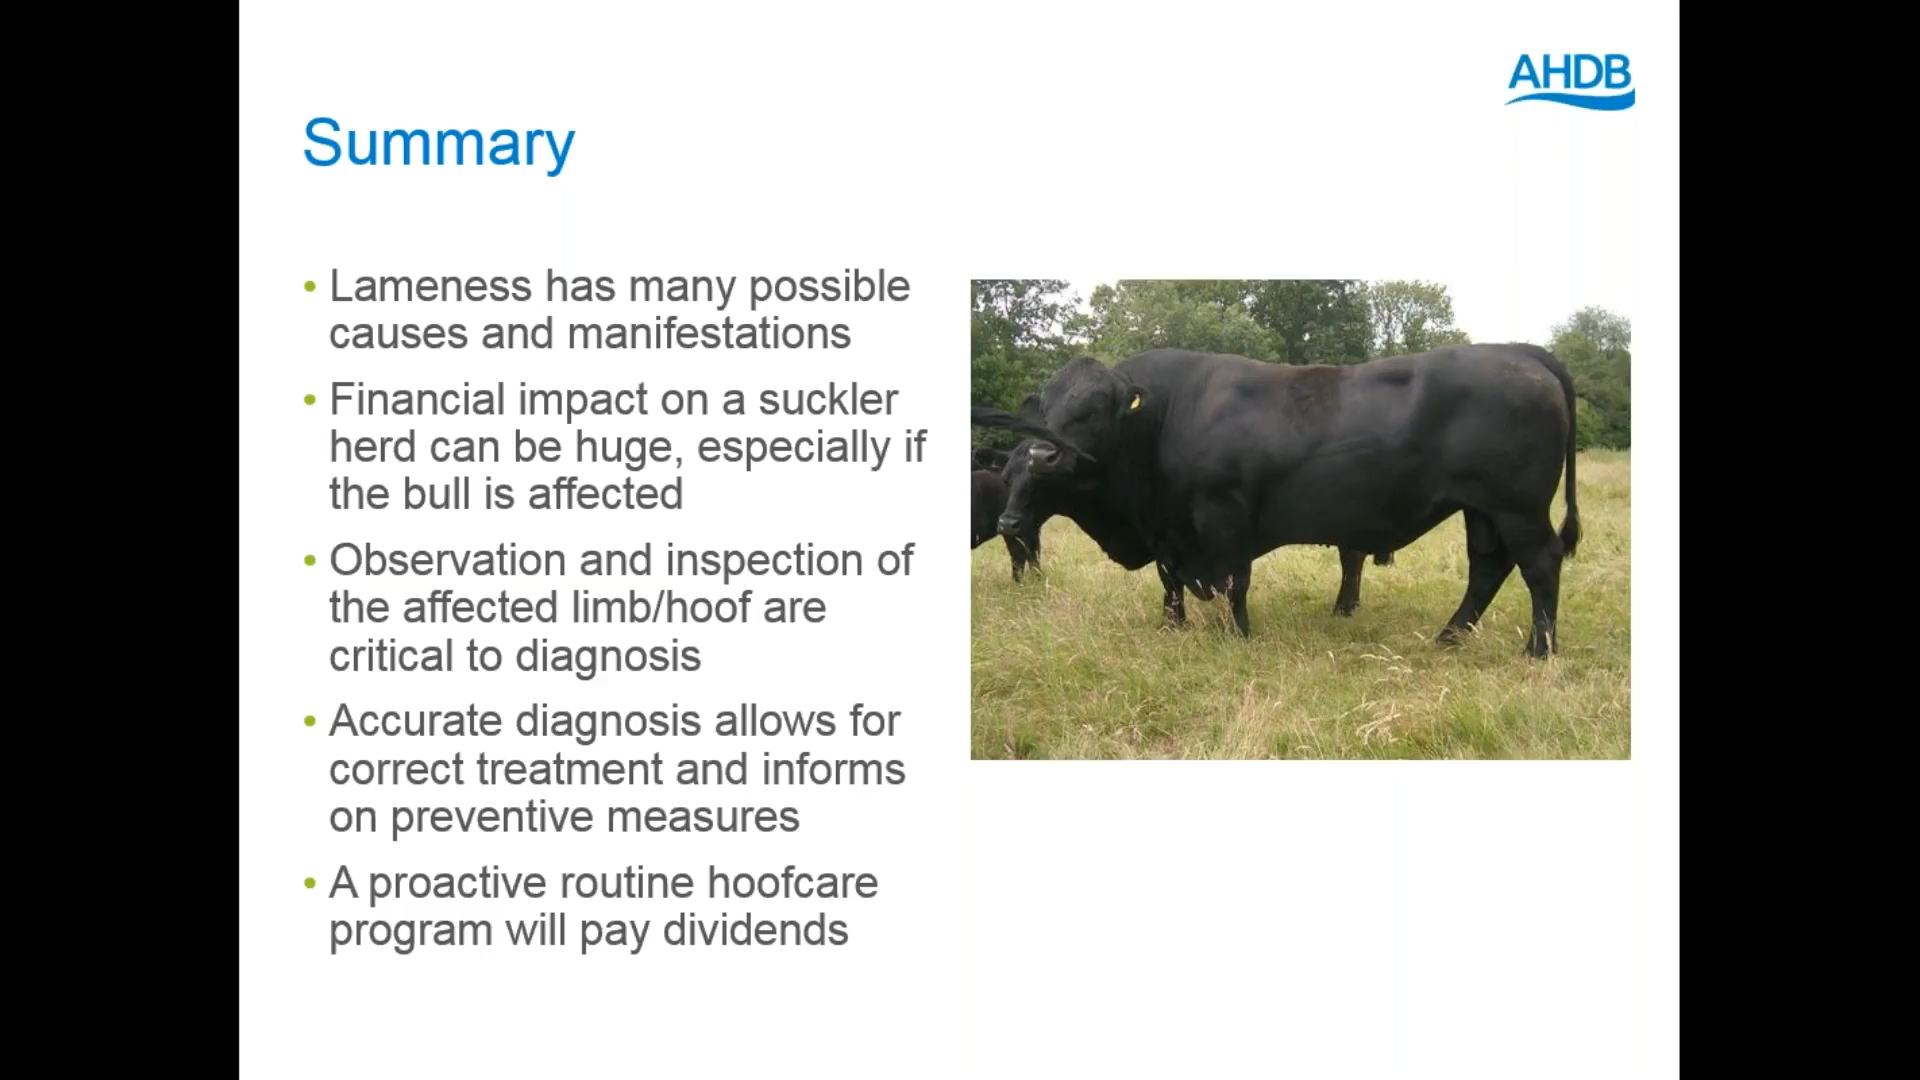 AHDB
Summary
• Lameness has many possible
causes and manifestations
• Financial impact on a suckler
herd can be huge, especially if
the bull is affected
• Observation and inspection of
the affected limb/hoof are
critical to diagnosis
• Accurate diagnosis allows for
correct treatment and informs
on preventive measures
• A proactive routine hoofcare
program will pay dividends